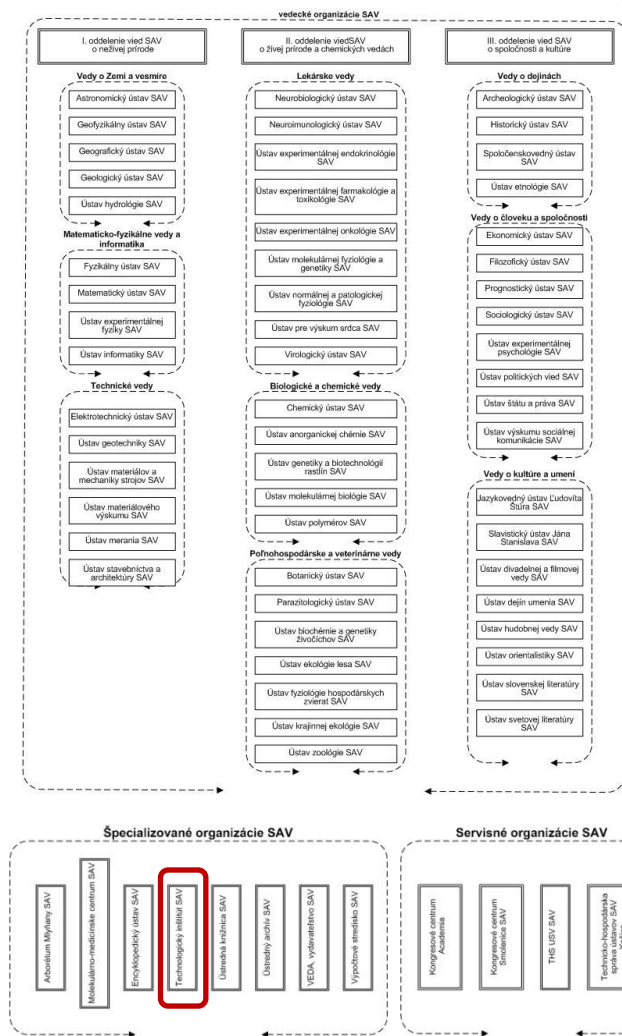 vedecké organizácie SAV
I. oddelenie vied SAV
o neživej prírode
Vedy o Zemi a vesmíre
Astronomický ústav SAV
Geofyzikálny ústav SAV
Geografický ústav SAV
Geologický ústav SAV
Ústav hydrológie SAV
Matematicko-fyzikálne vedy a
informatika
Fyzikálny ústav SAV
Matematický ústav SAV
Ústav experimentálnej
fyziky SAV
Ústav informatiky SAV
Technické vedy
Elektrotechnický ústav SAV
Ústav geotechniky SAV
Ústav materiálov a
mechaniky strojov SAV
Ústav materiálového
výskumu SAV
Ústav merania SAV
Ústav stavebníctva a
architektúry SAV
II. oddelenie viedSAV
o živej prírode a chemických vedách
Lekárske vedy
Neurobiologický ústav SAV
Neuroimunologický ústav SAV
Ústav experimentálnej endokrinológie
SAV
Ústav experimentálnej farmakológie a
toxikológie SAV
Ústav experimentálnej onkológie SAV
Ústav molekulárnej fyziológie a
genetiky SAV
Ústav normálnej a patologickej
fyziológie SAV
Ústav pre výskum srdca SAV
Virologický ústav SAV
Biologické a chemické vedy
Chemický ústav SAV
Ústav anorganickej chémie SAV
Ústav genetiky a biotechnológií
rastlín SAV
Ústav molekulárnej biológie SAV
Ústav polymérov SAV
Poľnohospodárske a veterinárne vedy
Botanický ústav SAV
Parazitologický ústav SAV
Ústav biochémie a genetiky
živočíchov SAV
Ústav ekológie lesa SAV
Ústav fyziológie hospodárskych
zvierat SAV
Ústav krajinnej ekológie SAV
Ústav zoológie SAV
III. oddelenie vied SAV
o spoločnosti a kultúre
Vedy o dejinách
Archeologický ústav SAV
Historický ústav SAV
Spoločenskovedný ústav
SAV
Ústav etnológie SAV
Vedy o človeku a spoločnosti
Ekonomický ústav SAV
Filozofický ústav SAV
Prognostický ústav SAV
Sociologický ústav SAV
Ústav experimentálnej
psychológie SAV
Ústav politických vied SAV
Ústav štátu a práva SAV
Ústav výskumu sociálnej
komunikácie SAV
Vedy o kultúre a umení
Jazykovedný ústav Ľudovíta
Štúra SAV
Slavistický ústav Jána
Stanislava SAV
Ústav divadelnej a filmovej
vedy SAV
Ústav dejín umenia SAV
Ústav hudobnej vedy SAV
Ústav orientalistiky SAV
Ústav slovenskej literatúry
SAV
Ústav svetovej literatúry
SAV
Špecializované organizácie SAV
Arborétum Mlyňany SAV
Molekulárno-medicínske centrum SAV
Encyklopedický ústav SAV
Technologický inštitút SAV
Ústredná knižnica SAV
Ústredný archív SAV
VEDA, vydavateľstvo SAV
Výpočtové stredisko SAV
Servisné organizácie SAV
Kongresové centrum
Academia
Kongresové centrum
Smolenice SAV
THS USV SAV
Technicko-hospodárska
správa ústavov SAV